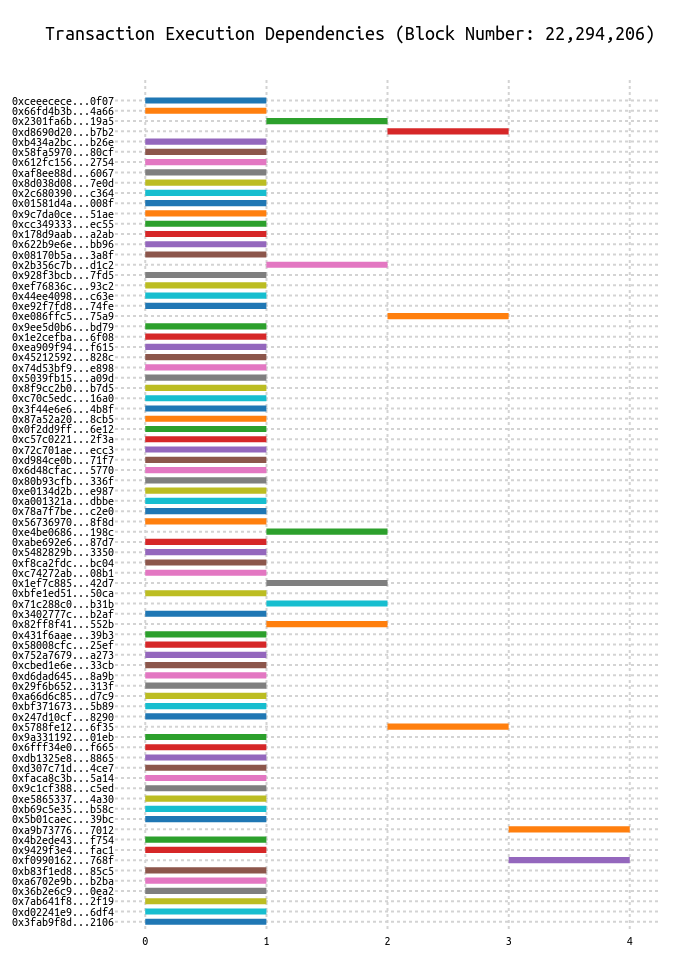 Transaction Execution Dependencies (Block Number: 22,294,206)
0xceeecece...0f07
0x66fd4b3b...4a66
0x2301fa6b...19a5
0xd8690d20...b7b2
0xb434a2bc...b26e
0x58fa5970...80cf
0x612fc156...2754
0xaf8ee88d...6067
0x8d038d08...7e0d
0x2c680390...c364
0x01581d4a...008f
0x9c7da0ce...51ae
0xcc349333...ec55
0x178d9aab...a2ab
0x622b9e6e...bb96
0x08170b5a...3a8f
0x2b356c7b...d1c2
0x928f3bcb...7fd5
0xef76836c...93c2
0x44ee4098...c63e
0xe92f7fd8...74fe
0xe086ffc5...75a9
0x9ee5d0b6...bd79
0x1e2cefba...6f08
0xea909f94...f615
0x45212592...828c
0x74d53bf9...e898
0x5039fb15...a09d
0x8f9cc2b0...b7d5
0xc70c5edc...16a0
0x3f44e6e6...4b8f
0x87a52a20...8cb5
0x0f2dd9ff...6e12
0xc57c0221...2f3a
0x72c701ae...ecc3
0xd984ce0b...71f7
0x6d48cfac...5770
0x80b93cfb...336f
0xe0134d2b...e987
0xa001321a...dbbe
0x78a7f7be...c2e0
0x56736970...8f8d
0xe4be0686...198c
0xabe692e6...87d7
0x5482829b...3350
0xf8ca2fdc...bc04
0xc74272ab...08b1
0x1ef7c885...42d7
0xbfe1ed51...50ca
0x71c288c0...b31b
0x3402777c...b2af
0x82ff8f41...552b
0x431f6aae...39b3
0x58008cfc...25ef
0x752a7679...a273
0xcbed1e6e...33cb
0xd6dad645...8a9b
0x29f6b652...313f
0xa66d6c85...d7c9
0xbf371673...5b89
0x247d10cf...8290
0x5788fe12...6f35
0x9a331192...01eb
0x6fff34e0...f665
0xdb1325e8...8865
0xd307c71d...4ce7
0xfaca8c3b...5a14
0x9c1cf388...c5ed
0xe5865337...4a30
0xb69c5e35...b58c
0x5b01caec...39bc
0xa9b73776...7012
0x4b2ede43...f754
0x9429f3e4...fac1
0xf0990162...768f
0xb83f1ed8...85c5
0xa6702e9b...b2ba
0x36b2e6c9...0ea2
0x7ab641f8...2f19
0xd02241e9...6df4
0x3fab9f8d...2106
0 1 2 3 4